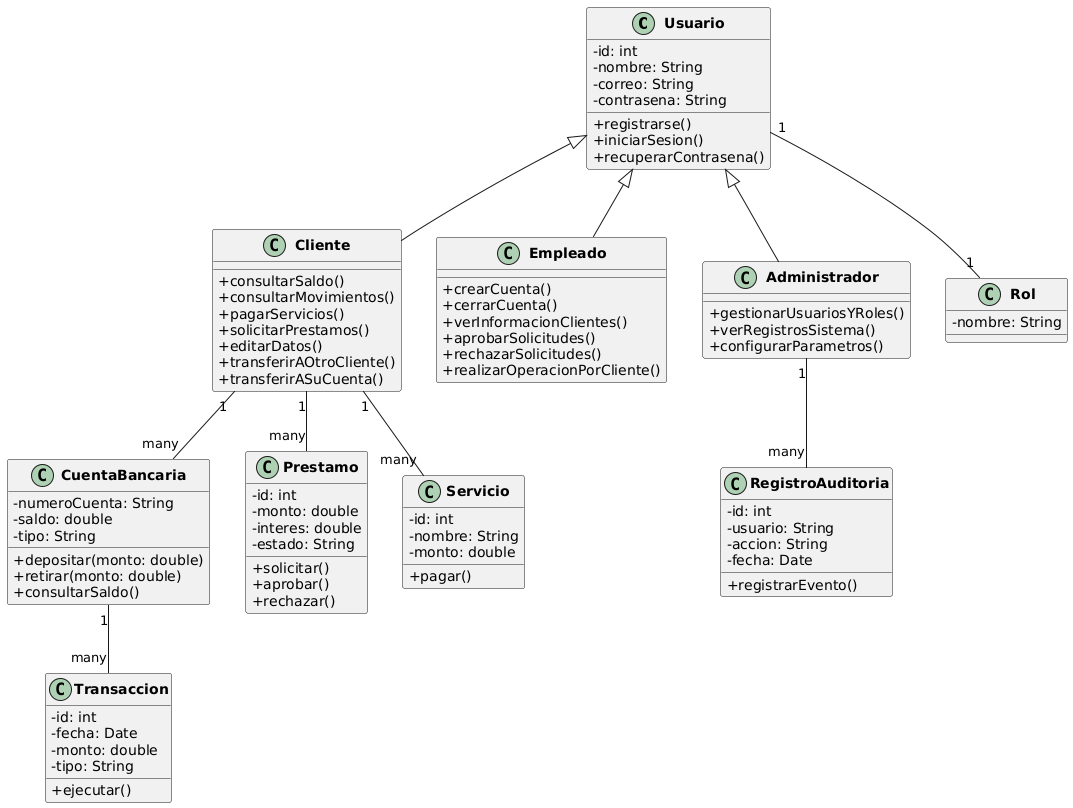 C Usuario
-id: int
-nombre: String
-correo: String
-contrasena: String
+registrarse()
+iniciarSesion()
+recuperarContrasena()
1
1
C Cliente
+consultarSaldo()
+consultarMovimientos()
+pagarServicios()
+solicitarPrestamos()
+editarDatos()
+transferirAOtroCliente()
+transferirASuCuenta()
C Empleado
+crearCuenta()
+cerrarCuenta()
+verInformacionClientes()
+aprobarSolicitudes()
+rechazarSolicitudes()
+realizarOperacionPorCliente()
C Administrador
+gestionarUsuariosYRoles()
+verRegistrosSistema()
+configurarParametros()
C Rol
-nombre: String
1
many
1
many
1
many
1
many
C CuentaBancaria
-numeroCuenta: String
-saldo: double
-tipo: String
+depositar(monto: double)
+retirar(monto: double)
+consultarSaldo()
C Prestamo
-id: int
-monto: double
-interes: double
-estado: String
+solicitar()
+aprobar()
+rechazar()
C Servicio
-id: int
-nombre: String
-monto: double
+pagar()
C RegistroAuditoria
-id: int
-usuario: String
-accion: String
-fecha: Date
+registrarEvento()
1
many
C Transaccion
-id: int
-fecha: Date
-monto: double
-tipo: String
+ejecutar()